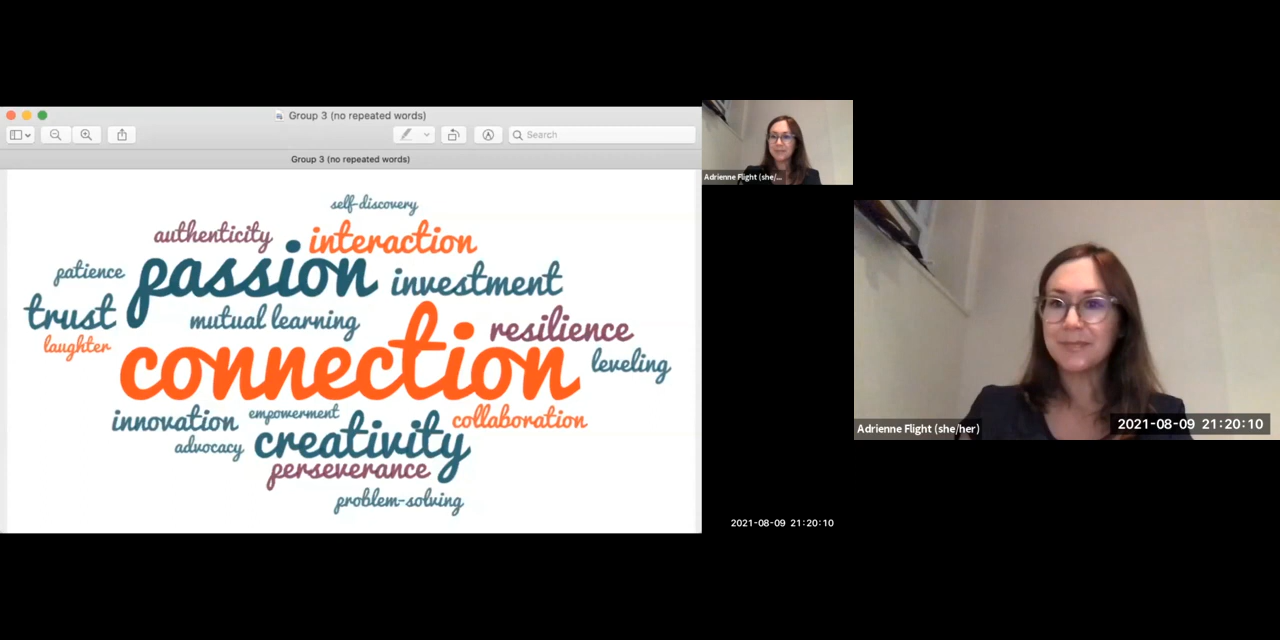 Group 3 (no repeated words)
Search
Group 3 (no repeated words)
self-discovery
authenticity
interaction
patience
passion
investment
trust
mutual learning
resilience
laughter
connection
leveling
innovation
empowerment
collaboration
advocacy
creativity
perseverance
problem-solving
Adrienne Flight (she/...
Adrienne Flight (she/her)
2021-08-09 21:20:10
2021-08-09 21:20:10